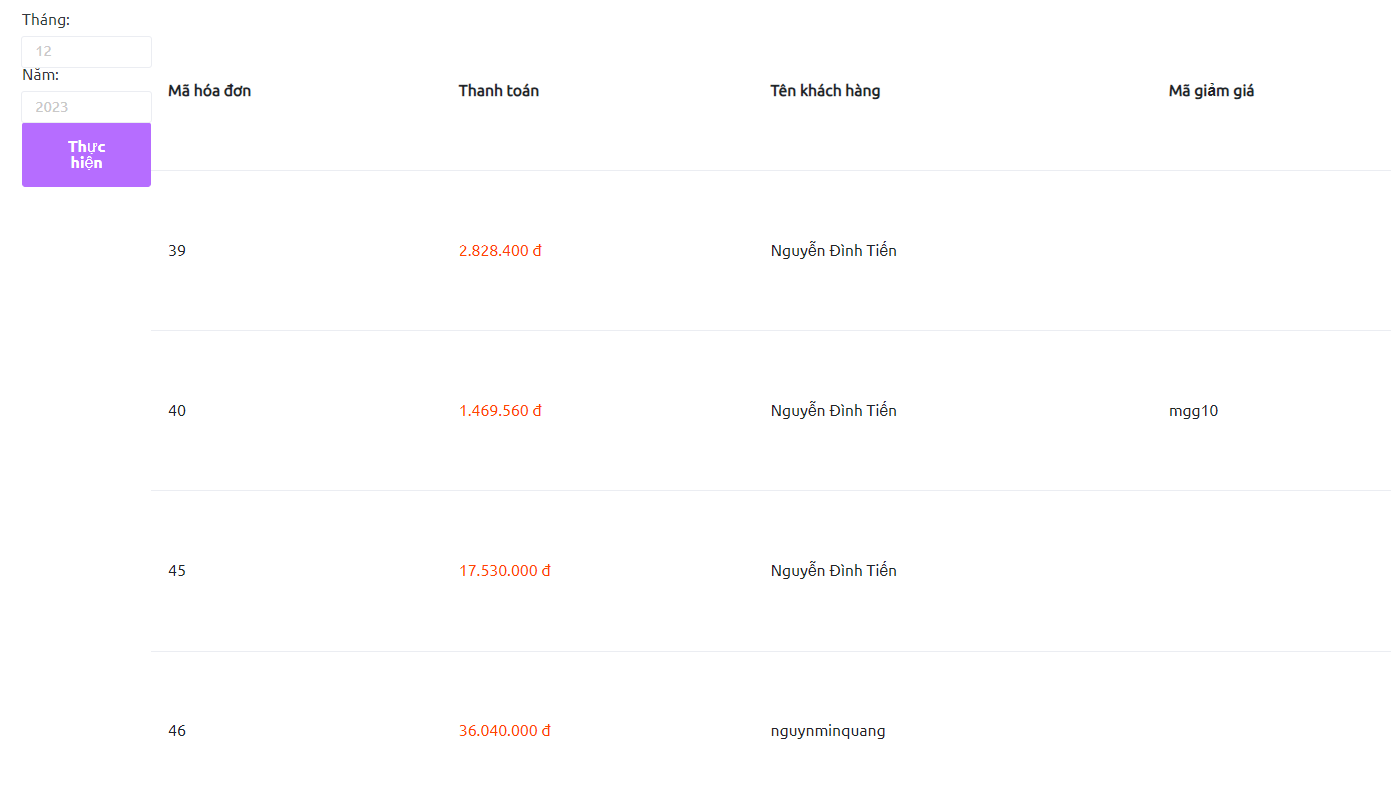 Tháng:
12
Năm:
2023
Thực
hiện
Mã hóa đơn Thanh toán Tên khách hàng Mã giảm giá
39 2.828.400 đ Nguyễn Đình Tiến
40 1.469.560 đ Nguyễn Đình Tiến mgg10
45 17.530.000 đ Nguyễn Đình Tiến
46 36.040.000 đ nguynminquang